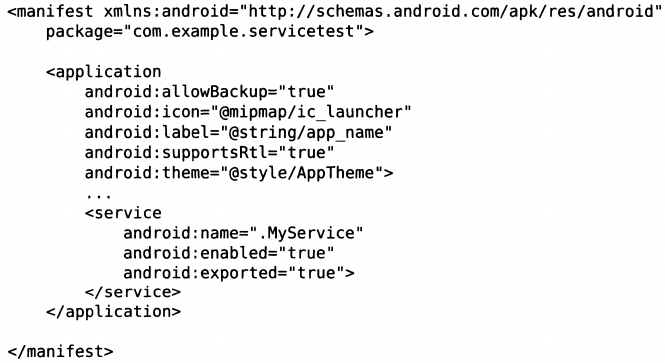 <manifest xmlns:android="http://schemas.android.com/apk/res/android"
    package="com.example.servicetest">

    <application
        android:allowBackup="true"
        android:icon="@mipmap/ic_launcher"
        android:label="@string/app_name"
        android:supportsRtl="true"
        android:theme="@style/AppTheme">
        ...
        <service
            android:name=".MyService"
            android:enabled="true"
            android:exported="true">
        </service>
    </application>

</manifest>